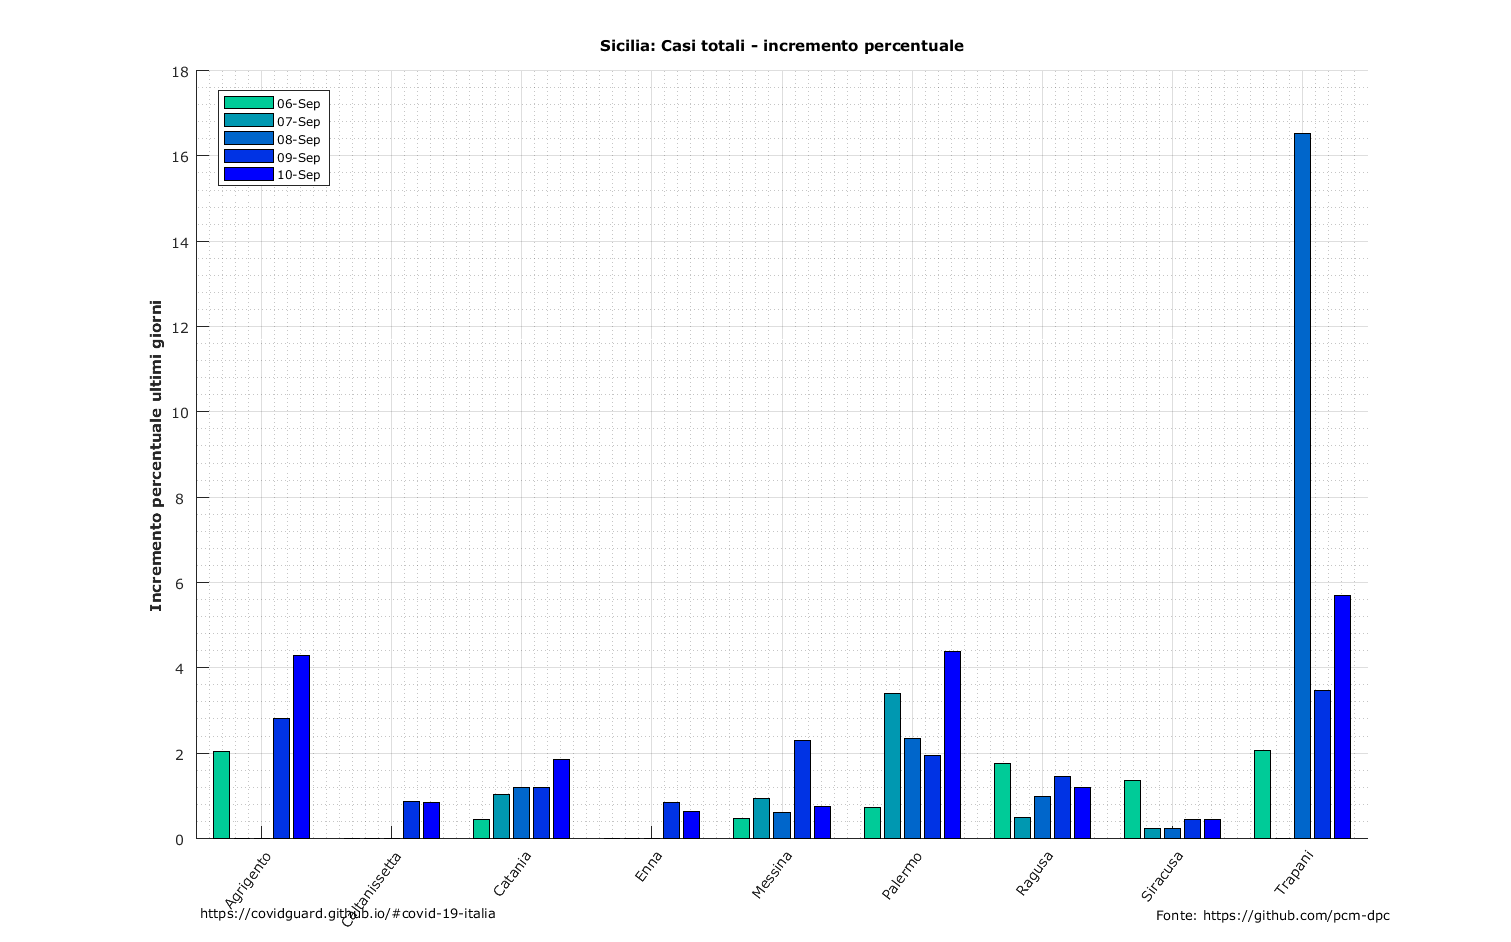 Sicilia: Casi totali - incremento percentuale
18
16
14
12
10
8
6
4
2
0
Incremento percentuale ultimi giorni
06-Sep
07-Sep
08-Sep
09-Sep
10-Sep
Agrigento
Caltanissetta
Catania
Enna
Messina
Palermo
Ragusa
Siracusa
Trapani
https://covidguard.github.io/#covid-19-italia
Fonte: https://github.com/pcm-dpc